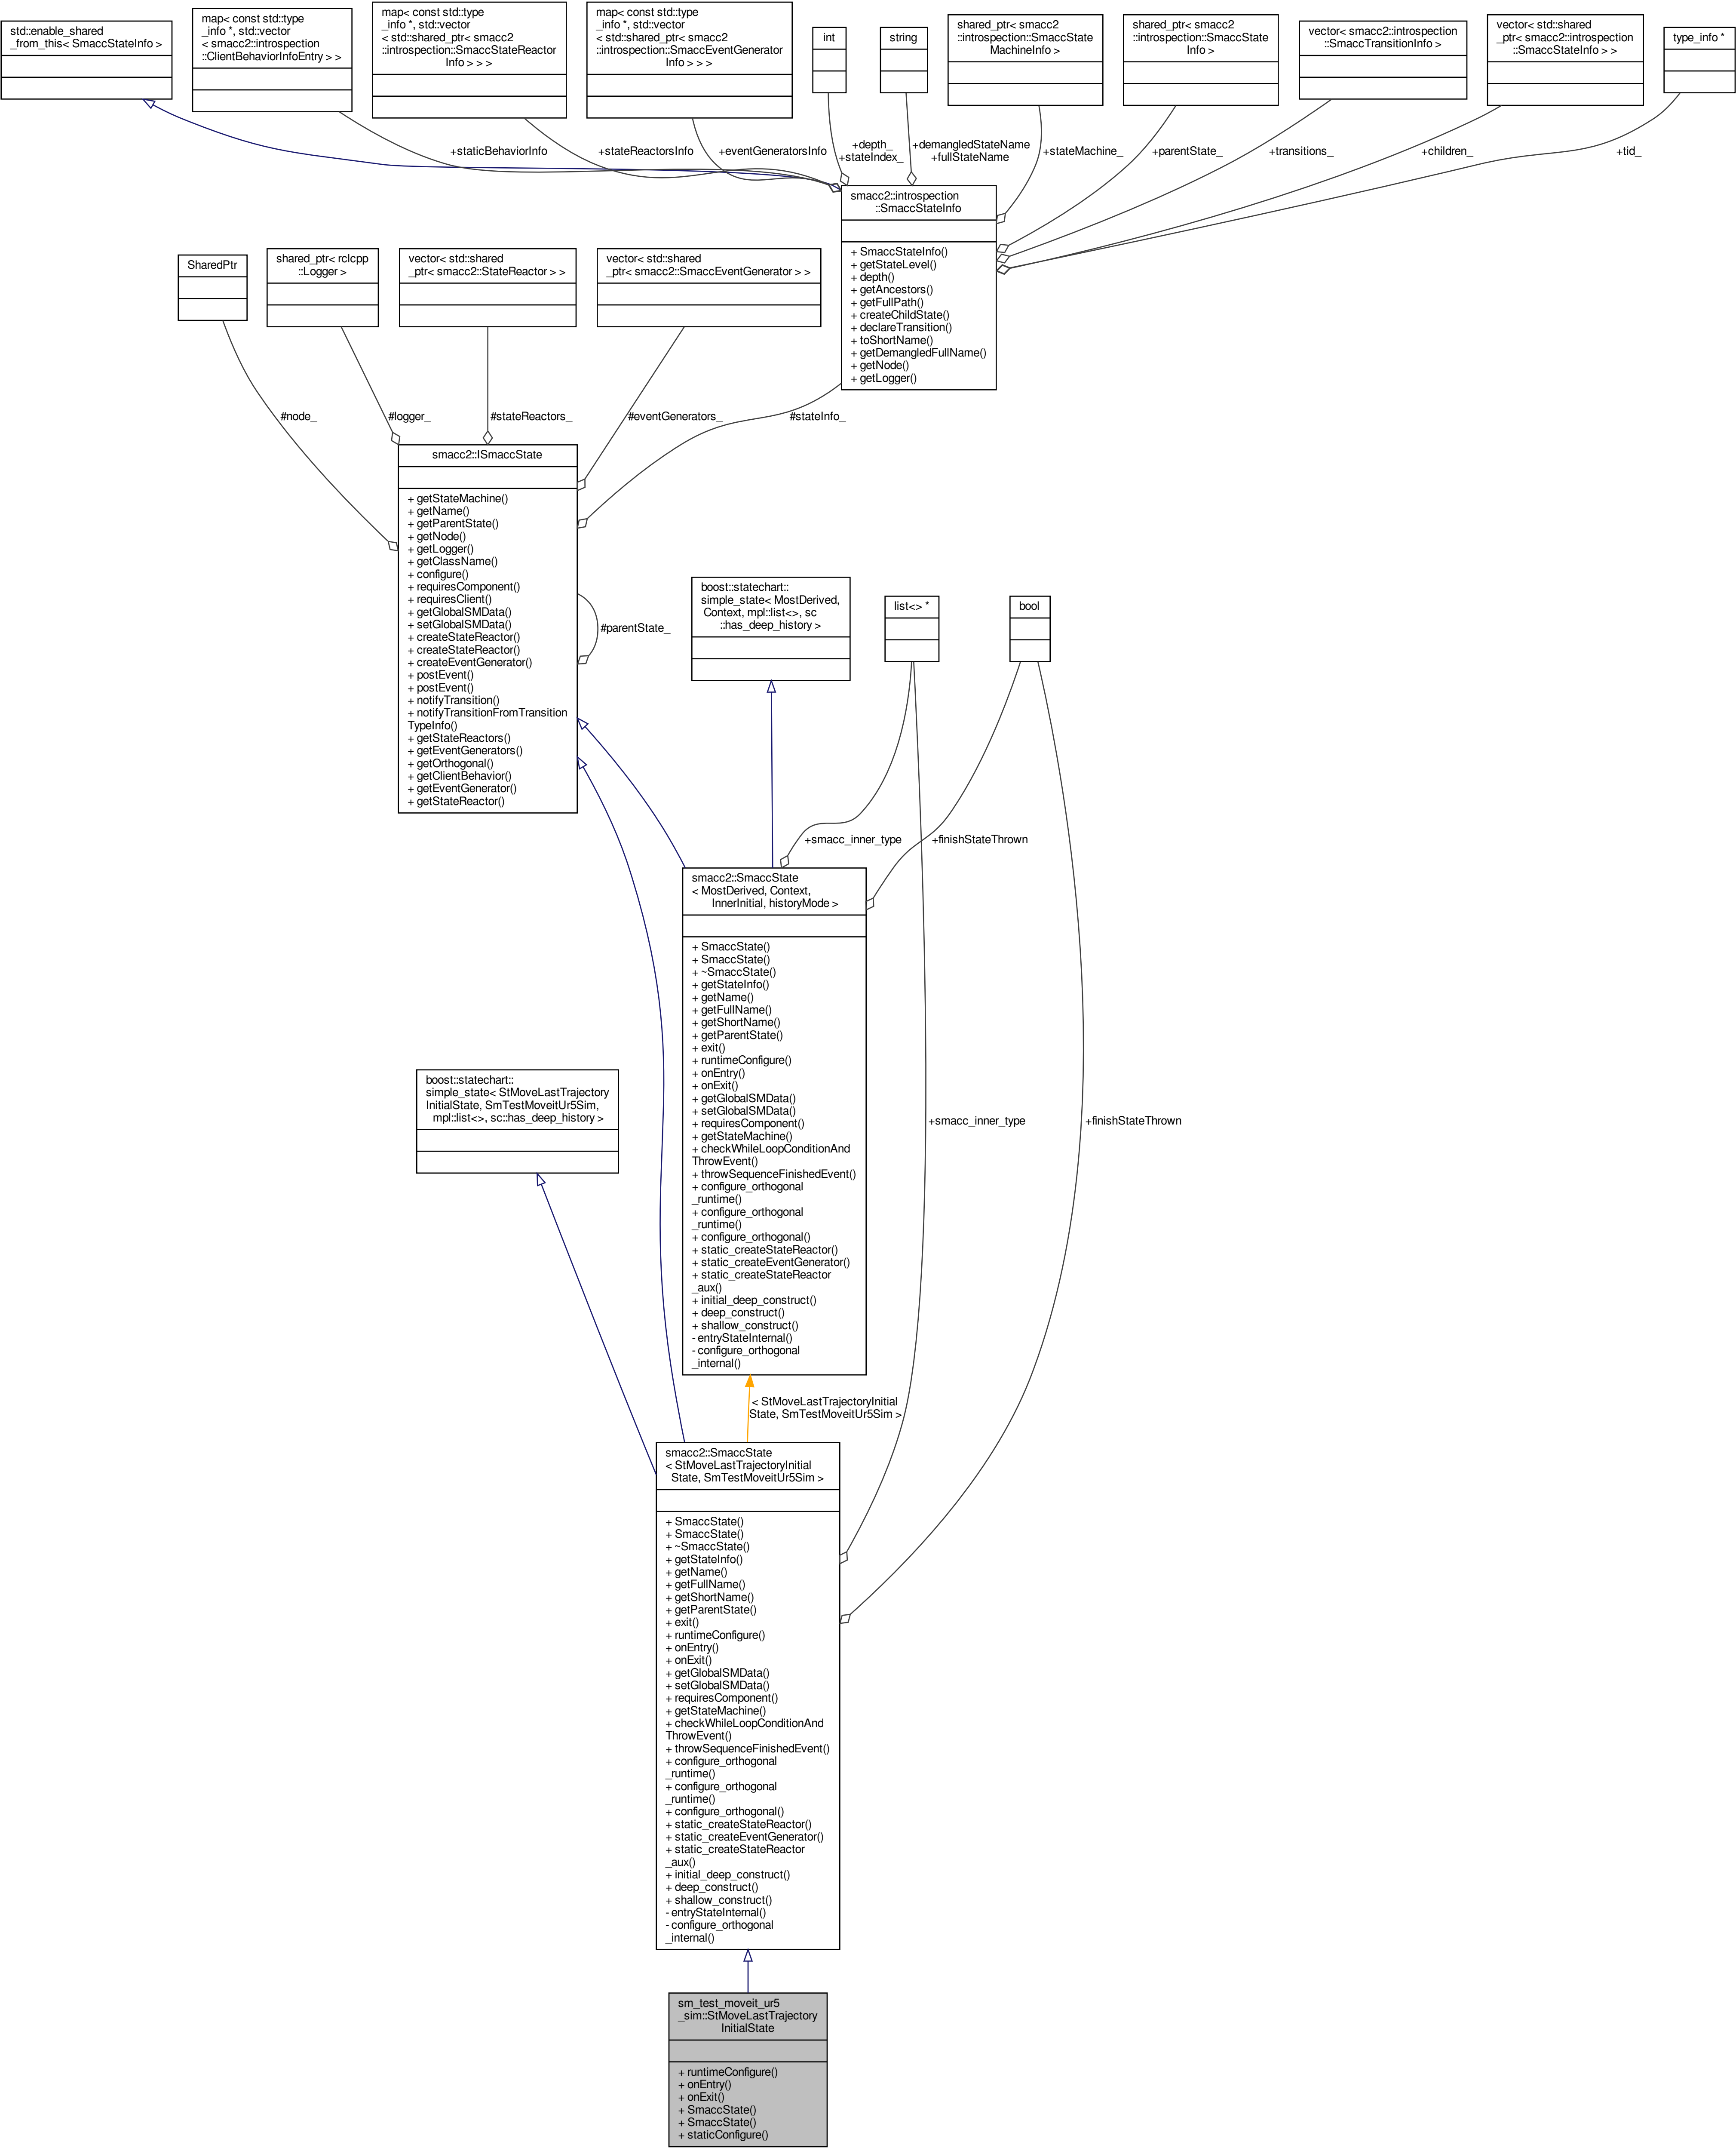 std::enable_shared
_from_this< SmaccStateInfo >
map< const std::type
_info *, std::vector
< smacc2::introspection
::ClientBehaviorInfoEntry > >
map< const std::type
_info *, std::vector
< std::shared_ptr< smacc2
::introspection::SmaccStateReactor
Info > > >
map< const std::type
_info *, std::vector
< std::shared_ptr< smacc2
::introspection::SmaccEventGenerator
Info > > >
int
string
shared_ptr< smacc2
::introspection::SmaccState
MachineInfo >
shared_ptr< smacc2
::introspection::SmaccState
Info >
vector< smacc2::introspection
::SmaccTransitionInfo >
vector< std::shared
_ptr< smacc2::introspection
::SmaccStateInfo > >
type_info *
+staticBehaviorInfo
+stateReactorsInfo
+eventGeneratorsInfo
+depth_
+stateIndex_
+demangledStateName
+fullStateName
+stateMachine_
+parentState_
+transitions_
+children_
+tid_
smacc2::introspection
::SmaccStateInfo
+ SmaccStateInfo()
+ getStateLevel()
+ depth()
+ getAncestors()
+ getFullPath()
+ createChildState()
+ declareTransition()
+ toShortName()
+ getDemangledFullName()
+ getNode()
+ getLogger()
SharedPtr
shared_ptr< rclcpp
::Logger >
vector< std::shared
_ptr< smacc2::StateReactor > >
vector< std::shared
_ptr< smacc2::SmaccEventGenerator > >
#node_
#logger_
#stateReactors_
#eventGenerators_
#stateInfo_
smacc2::ISmaccState
+ getStateMachine()
+ getName()
+ getParentState()
+ getNode()
+ getLogger()
+ getClassName()
+ configure()
+ requiresComponent()
+ requiresClient()
+ getGlobalSMData()
+ setGlobalSMData()
+ createStateReactor()
+ createStateReactor()
+ createEventGenerator()
+ postEvent()
+ postEvent()
+ notifyTransition()
+ notifyTransitionFromTransition
TypeInfo()
+ getStateReactors()
+ getEventGenerators()
+ getOrthogonal()
+ getClientBehavior()
+ getEventGenerator()
+ getStateReactor()
#parentState_
boost::statechart::
simple_state< MostDerived,
Context, mpl::list<>, sc
::has_deep_history >
list<> *
bool
+smacc_inner_type
+finishStateThrown
smacc2::SmaccState
< MostDerived, Context,
InnerInitial, historyMode >
+ SmaccState()
+ SmaccState()
+ ~SmaccState()
+ getStateInfo()
+ getName()
+ getFullName()
+ getShortName()
+ getParentState()
+ exit()
+ runtimeConfigure()
+ onEntry()
+ onExit()
+ getGlobalSMData()
+ setGlobalSMData()
+ requiresComponent()
+ getStateMachine()
+ checkWhileLoopConditionAnd
ThrowEvent()
+ throwSequenceFinishedEvent()
+ configure_orthogonal
_runtime()
+ configure_orthogonal
_runtime()
+ configure_orthogonal()
+ static_createStateReactor()
+ static_createEventGenerator()
+ static_createStateReactor
_aux()
+ initial_deep_construct()
+ deep_construct()
+ shallow_construct()
- entryStateInternal()
- configure_orthogonal
_internal()
boost::statechart::
simple_state< StMoveLastTrajectory
InitialState, SmTestMoveitUr5Sim,
mpl::list<>, sc::has_deep_history >
+smacc_inner_type
+finishStateThrown
< StMoveLastTrajectoryInitial
State, SmTestMoveitUr5Sim >
smacc2::SmaccState
< StMoveLastTrajectoryInitial
State, SmTestMoveitUr5Sim >
+ SmaccState()
+ SmaccState()
+ ~SmaccState()
+ getStateInfo()
+ getName()
+ getFullName()
+ getShortName()
+ getParentState()
+ exit()
+ runtimeConfigure()
+ onEntry()
+ onExit()
+ getGlobalSMData()
+ setGlobalSMData()
+ requiresComponent()
+ getStateMachine()
+ checkWhileLoopConditionAnd
ThrowEvent()
+ throwSequenceFinishedEvent()
+ configure_orthogonal
_runtime()
+ configure_orthogonal
_runtime()
+ configure_orthogonal()
+ static_createStateReactor()
+ static_createEventGenerator()
+ static_createStateReactor
_aux()
+ initial_deep_construct()
+ deep_construct()
+ shallow_construct()
- entryStateInternal()
- configure_orthogonal
_internal()
sm_test_moveit_ur5
_sim::StMoveLastTrajectory
InitialState
+ runtimeConfigure()
+ onEntry()
+ onExit()
+ SmaccState()
+ SmaccState()
+ staticConfigure()